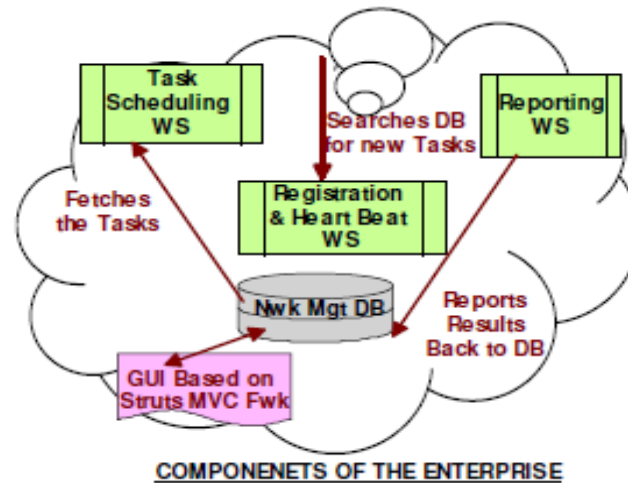 Task
Scheduling
WS
Reporting
WS
Searches DB
for new Tasks
Fetches
the Tasks
Registration
& Heart Beat
WS
Nwk Mgt DB
Reports
Results
Back to DB
GUI Based on
Struts MVC Fwk
COMPONENETS OF THE ENTERPRISE